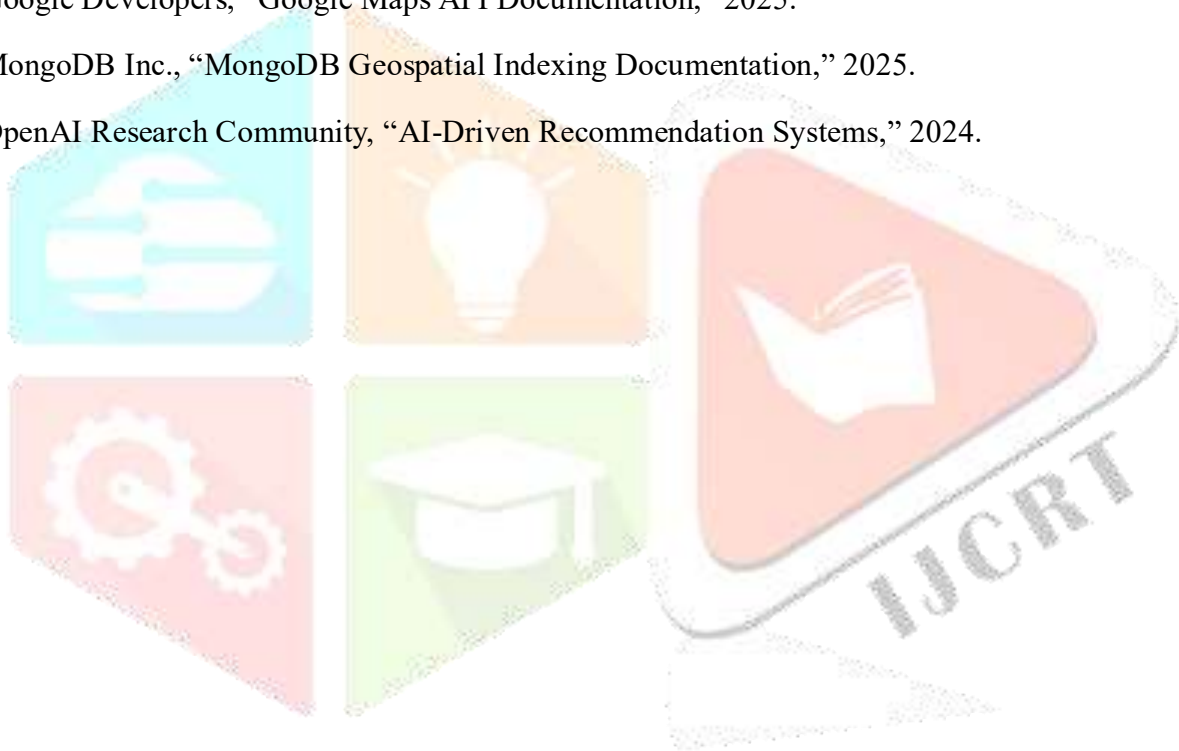 oogle Developers, “Google Maps API Documentation,” 2025.
MongoDB Inc., “MongoDB Geospatial Indexing Documentation,” 2025.
OpenAI Research Community, “AI-Driven Recommendation Systems,” 2024.
IJCRT